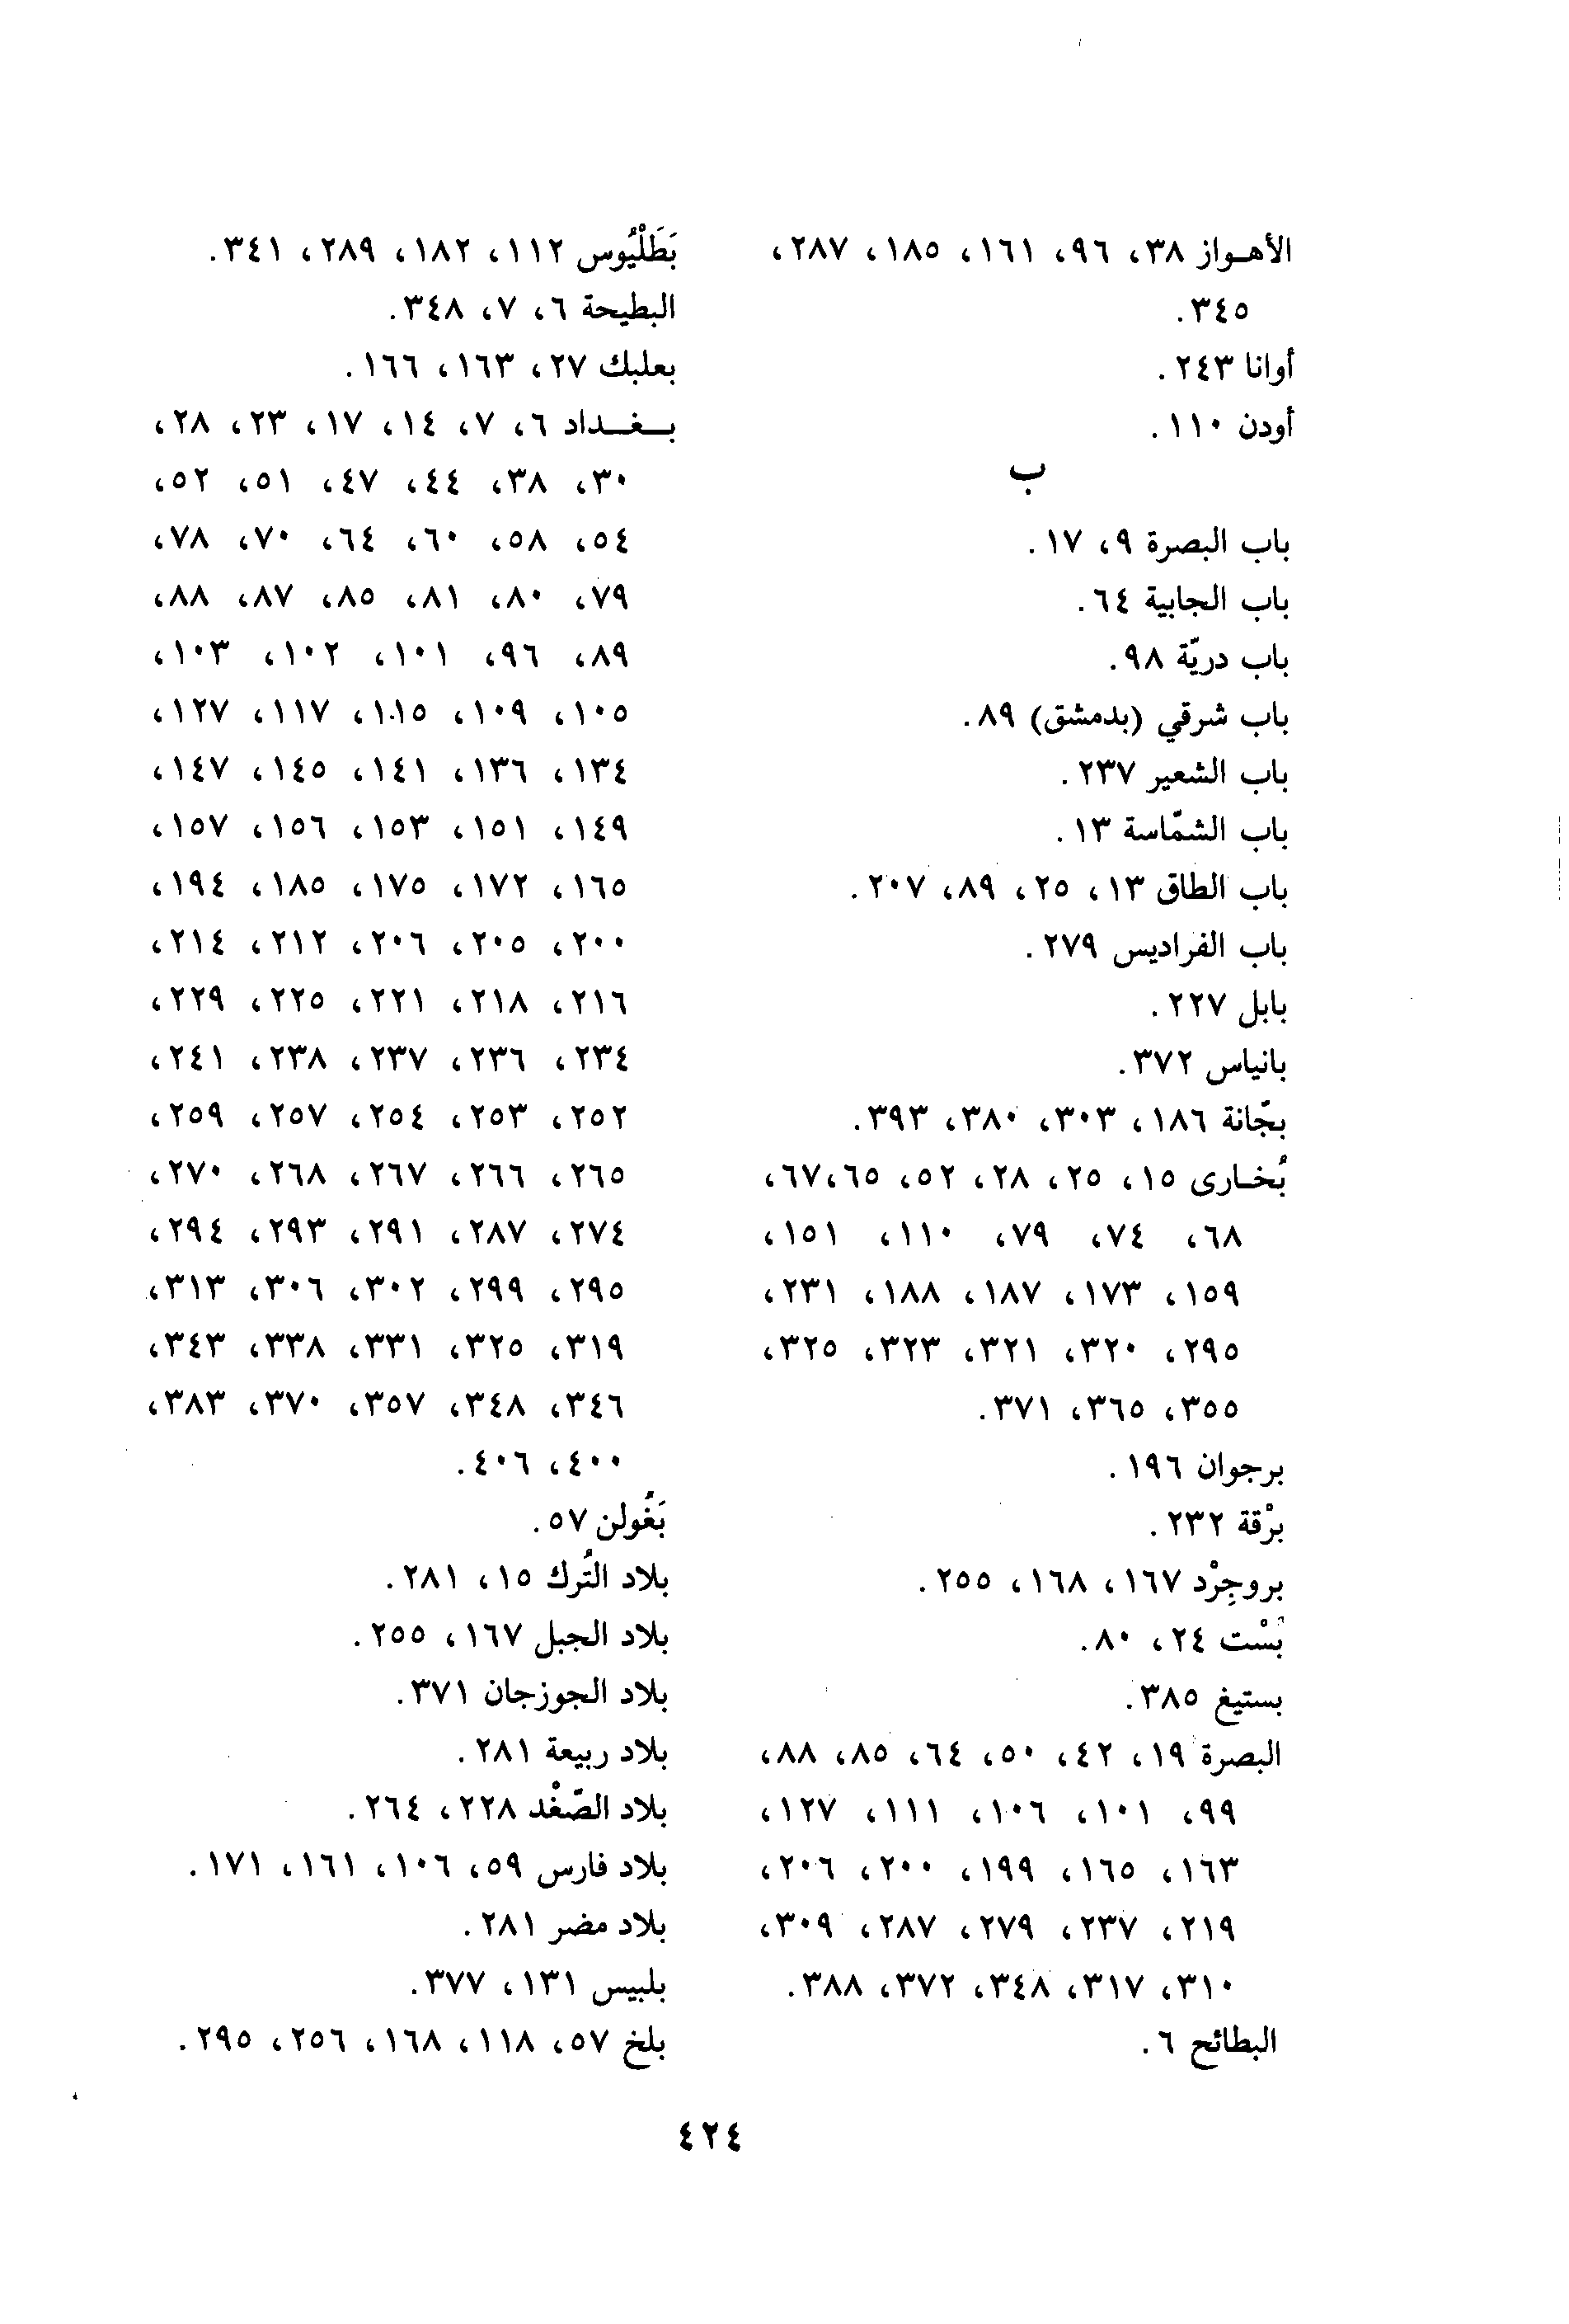 الأهـواز ٣٨، ٩٦، ١٦١، ١٨٥، ٢٨٧،
٣٤٥.
أوانا ٢٤٣.
أودن ١١٠.
ب
باب البصرة ٩، ١٧.
باب الجابية ٦٤.
باب دريّة ٩٨.
باب شرقي (بدمشق) ٨٩.
باب الشعير ٢٣٧.
باب الشمّاسة ١٣.
باب الطاق ١٣، ٢٥، ٨٩، ٢٠٧.
باب الفراديس ٢٧٩.
بابل ٢٢٧.
بانياس ٣٧٢.
بجّانة ١٨٦، ٣٠٣، ٣٨٠، ٣٩٣.
بُخـارى ١٥، ٢٥، ٢٨، ٥٢، ٦٥،٦٧،
٦٨، ٧٤، ٧٩، ١١٠، ١٥١،
١٥٩، ١٧٣، ١٨٧، ١٨٨، ٢٣١،
٢٩٥، ٣٢٠، ٣٢١، ٣٢٣، ٣٢٥،
٣٥٥، ٣٦٥، ٣٧١.
برجوان ١٩٦.
برْقة ٢٣٢.
بروجِرْد ١٦٧، ١٦٨، ٢٥٥.
بُسْت ٢٤، ٨٠.
بستيغ ٣٨٥.
البصرة ١٩، ٤٢، ٥٠، ٦٤، ٨٥، ٨٨،
٩٩، ١٠١، ١٠٦، ١١١، ١٢٧،
١٦٣، ١٦٥، ١٩٩، ٢٠٠، ٢٠٦،
٢١٩، ٢٣٧، ٢٧٩، ٢٨٧، ٣٠٩،
٣١٠، ٣١٧، ٣٤٨، ٣٧٢، ٣٨٨.
البطائح ٦.
بَطَلْيُوس ١١٢، ١٨٢، ٢٨٩، ٣٤١.
البطيحة ٦، ٧، ٣٤٨.
بعلبك ٢٧، ١٦٣، ١٦٦.
بـغـداد ٦، ٧، ١٤، ١٧، ٢٣، ٢٨،
٣٠، ٣٨، ٤٤، ٤٧، ٥١، ٥٢،
٥٤، ٥٨، ٦٠، ٦٤، ٧٠، ٧٨،
٧٩، ٨٠، ٨١، ٨٥، ٨٧، ٨٨،
٨٩، ٩٦، ١٠١، ١٠٢، ١٠٣،
١٠٥، ١٠٩، ١١٥، ١١٧، ١٢٧،
١٣٤، ١٣٦، ١٤١، ١٤٥، ١٤٧،
١٤٩، ١٥١، ١٥٣، ١٥٦، ١٥٧،
١٦٥، ١٧٢، ١٧٥، ١٨٥، ١٩٤،
٢٠٠، ٢٠٥، ٢٠٦، ٢١٢، ٢١٤،
٢١٦، ٢١٨، ٢٢١، ٢٢٥، ٢٢٩،
٢٣٤، ٢٣٦، ٢٣٧، ٢٣٨، ٢٤١،
٢٥٢، ٢٥٣، ٢٥٤، ٢٥٧، ٢٥٩،
٢٦٥، ٢٦٦، ٢٦٧، ٢٦٨، ٢٧٠،
٢٧٤، ٢٨٧، ٢٩١، ٢٩٣، ٢٩٤،
٢٩٥، ٢٩٩، ٣٠٢، ٣٠٦، ٣١٣،
٣١٩، ٣٢٥، ٣٣١، ٣٣٨، ٣٤٣،
٣٤٦، ٣٤٨، ٣٥٧، ٣٧٠، ٣٨٣،
٤٠٠، ٤٠٦.
بَغُولن ٥٧.
بلاد التُرك ١٥، ٢٨١.
بلاد الجبل ١٦٧، ٢٥٥.
بلاد الجوزجان ٣٧١.
بلاد ربيعة ٢٨١.
بلاد الصّغْد ٢٢٨، ٢٦٤.
بلاد فارس ٥٩، ١٠٦، ١٦١، ١٧١.
بلاد مضر ٢٨١.
بلبيس ١٣١، ٣٧٧.
بلخ ٥٧، ١١٨، ١٦٨، ٢٥٦، ٢٩٥.
٤٢٤